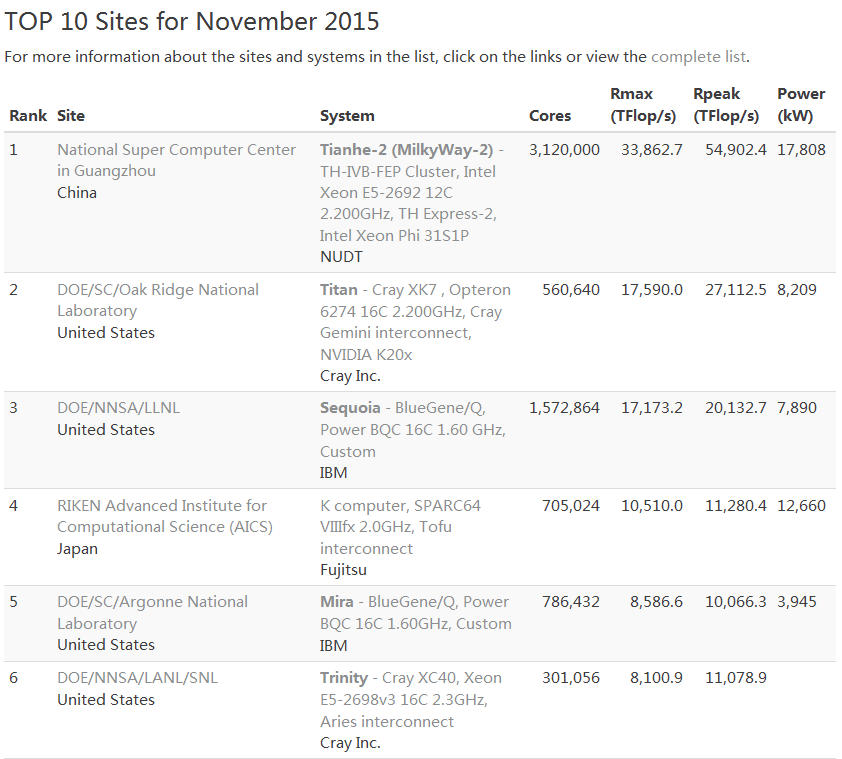 TOP 10 Sites for November 2015
For more information about the sites and systems in the list, click on the links or view the complete list.
Rank Site System Cores Rmax (TFlop/s) Rpeak (TFlop/s) Power (kW)
1 National Super Computer Center Tianhe-2 (MilkyWay-2) - 3,120,000 33,862.7 54,902.4 17,808
in Guangzhou TH-IVB-FEP Cluster, Intel
China Xeon E5-2692 12C
2.200GHz, TH Express-2,
Intel Xeon Phi 31S1P
NUDT
2 DOE/SC/Oak Ridge National Titan - Cray XK7 , Opteron 560,640 17,590.0 27,112.5 8,209
Laboratory 6274 16C 2.200GHz, Cray
United States Gemini interconnect,
NVIDIA K20x
Cray Inc.
3 DOE/NNSA/LLNL Sequoia - BlueGene/Q, 1,572,864 17,173.2 20,132.7 7,890
United States Power BQC 16C 1.60 GHz,
Custom
IBM
4 RIKEN Advanced Institute for K computer, SPARC64 705,024 10,510.0 11,280.4 12,660
Computational Science (AICS) VIIIfx 2.0GHz, Tofu
Japan interconnect
Fujitsu
5 DOE/SC/Argonne National Mira - BlueGene/Q, Power 786,432 8,586.6 10,066.3 3,945
Laboratory BQC 16C 1.60GHz, Custom
United States IBM
6 DOE/NNSA/LANL/SNL Trinity - Cray XC40, Xeon 301,056 8,100.9 11,078.9
United States E5-2698v3 16C 2.3GHz,
Aries interconnect
Cray Inc.